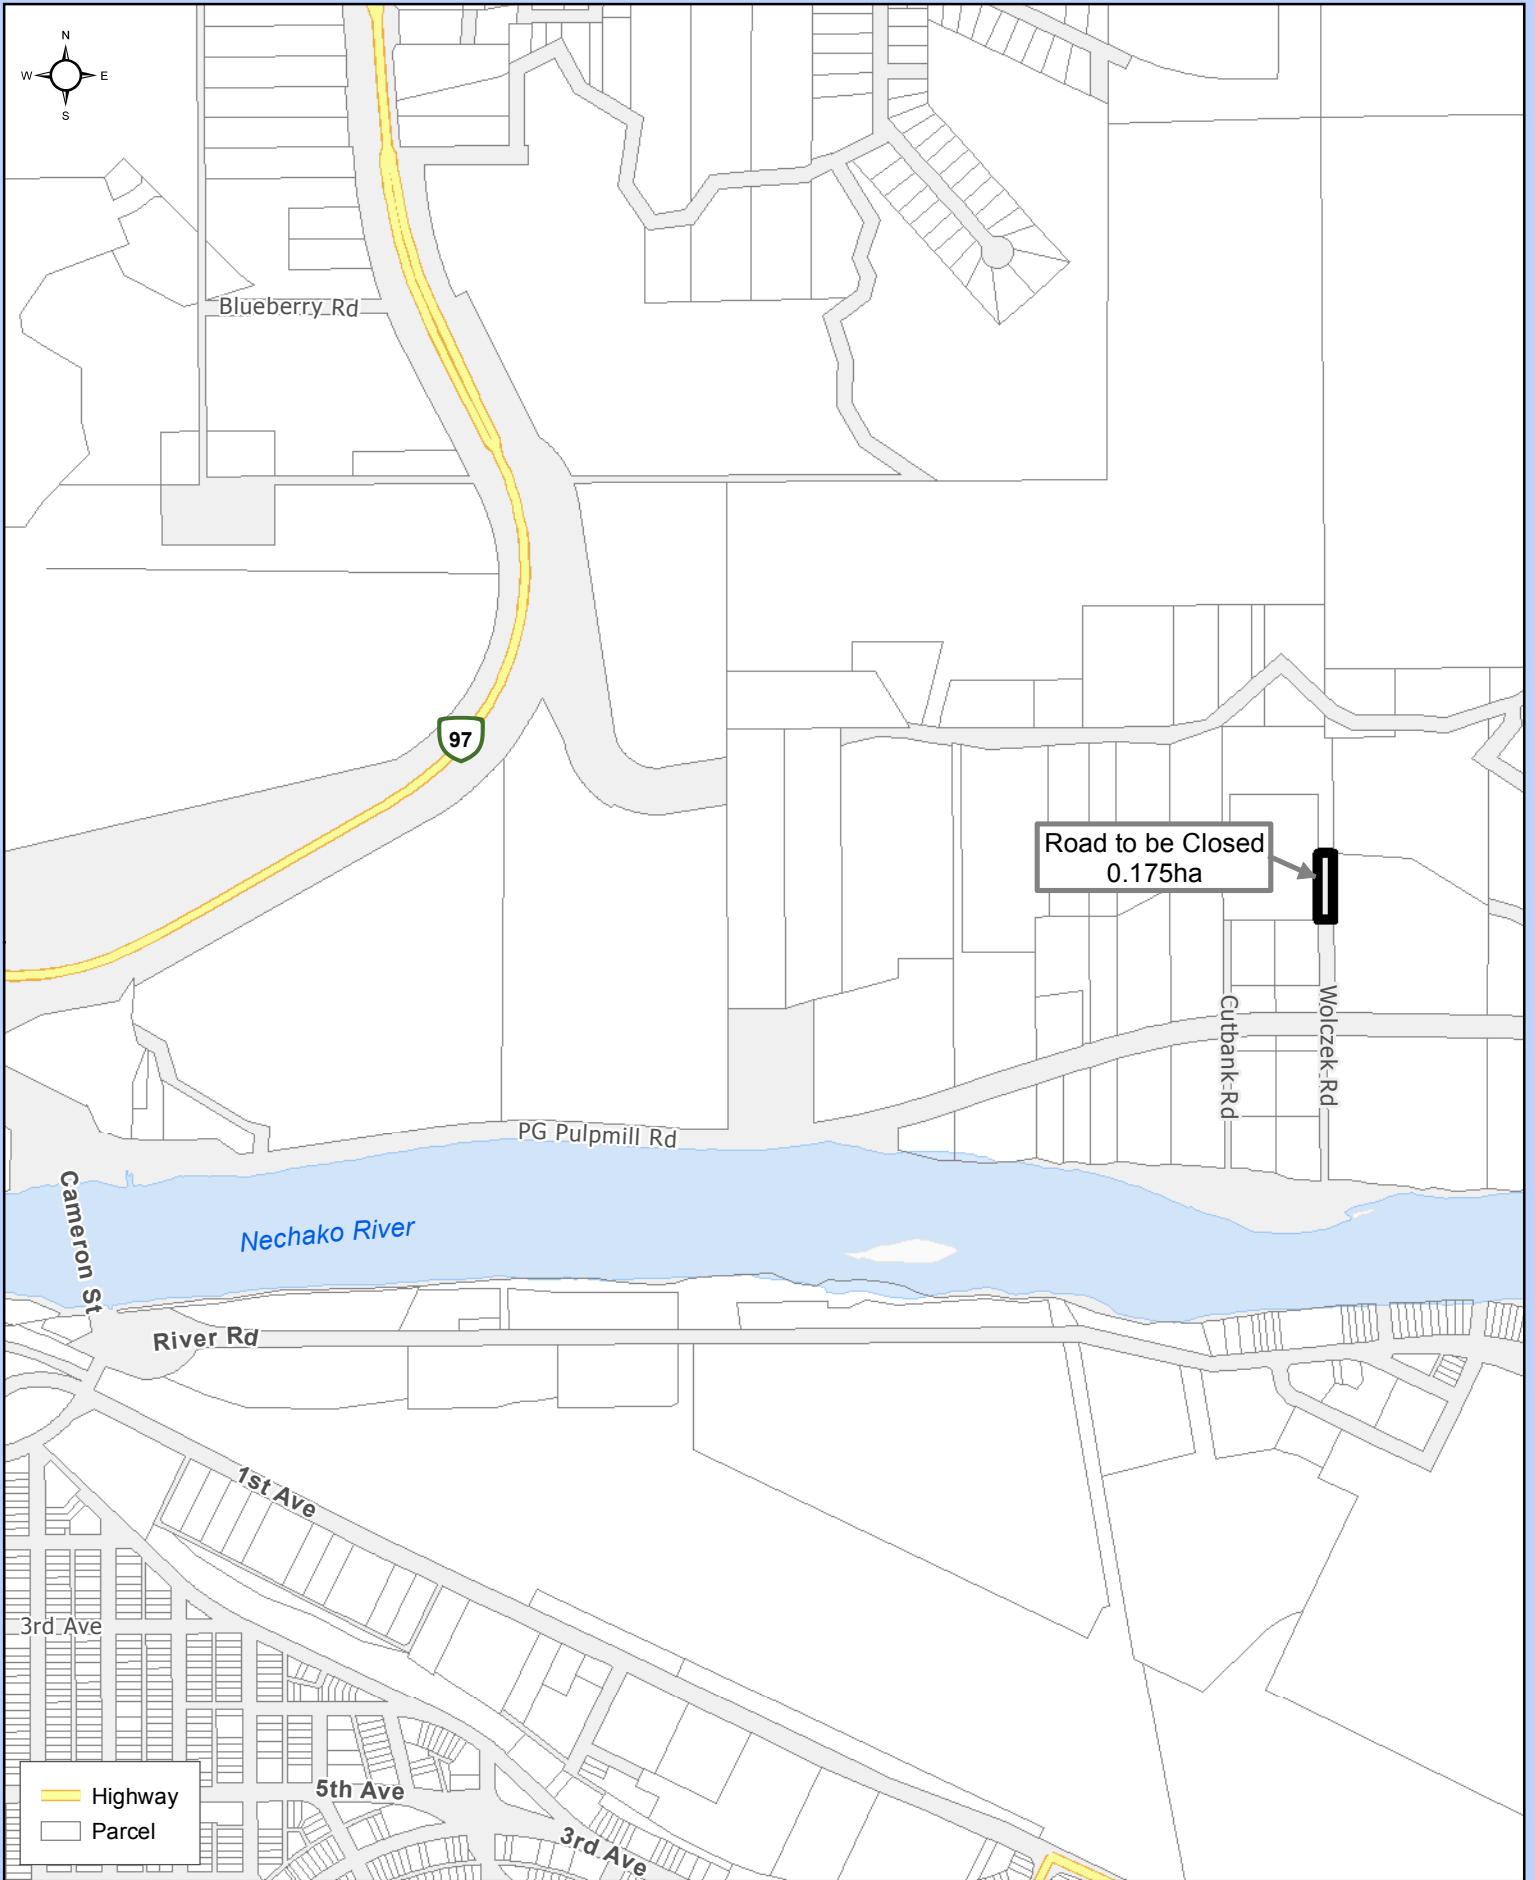 N
W E
S
Blueberry Rd
97
Road to be Closed
0.175ha
Cutbank Rd
Wolczek Rd
PG Pulpmill Rd
Cameron St
Nechako River
River Rd
1st Ave
3rd Ave
5th Ave
3rd Ave
Highway
Parcel